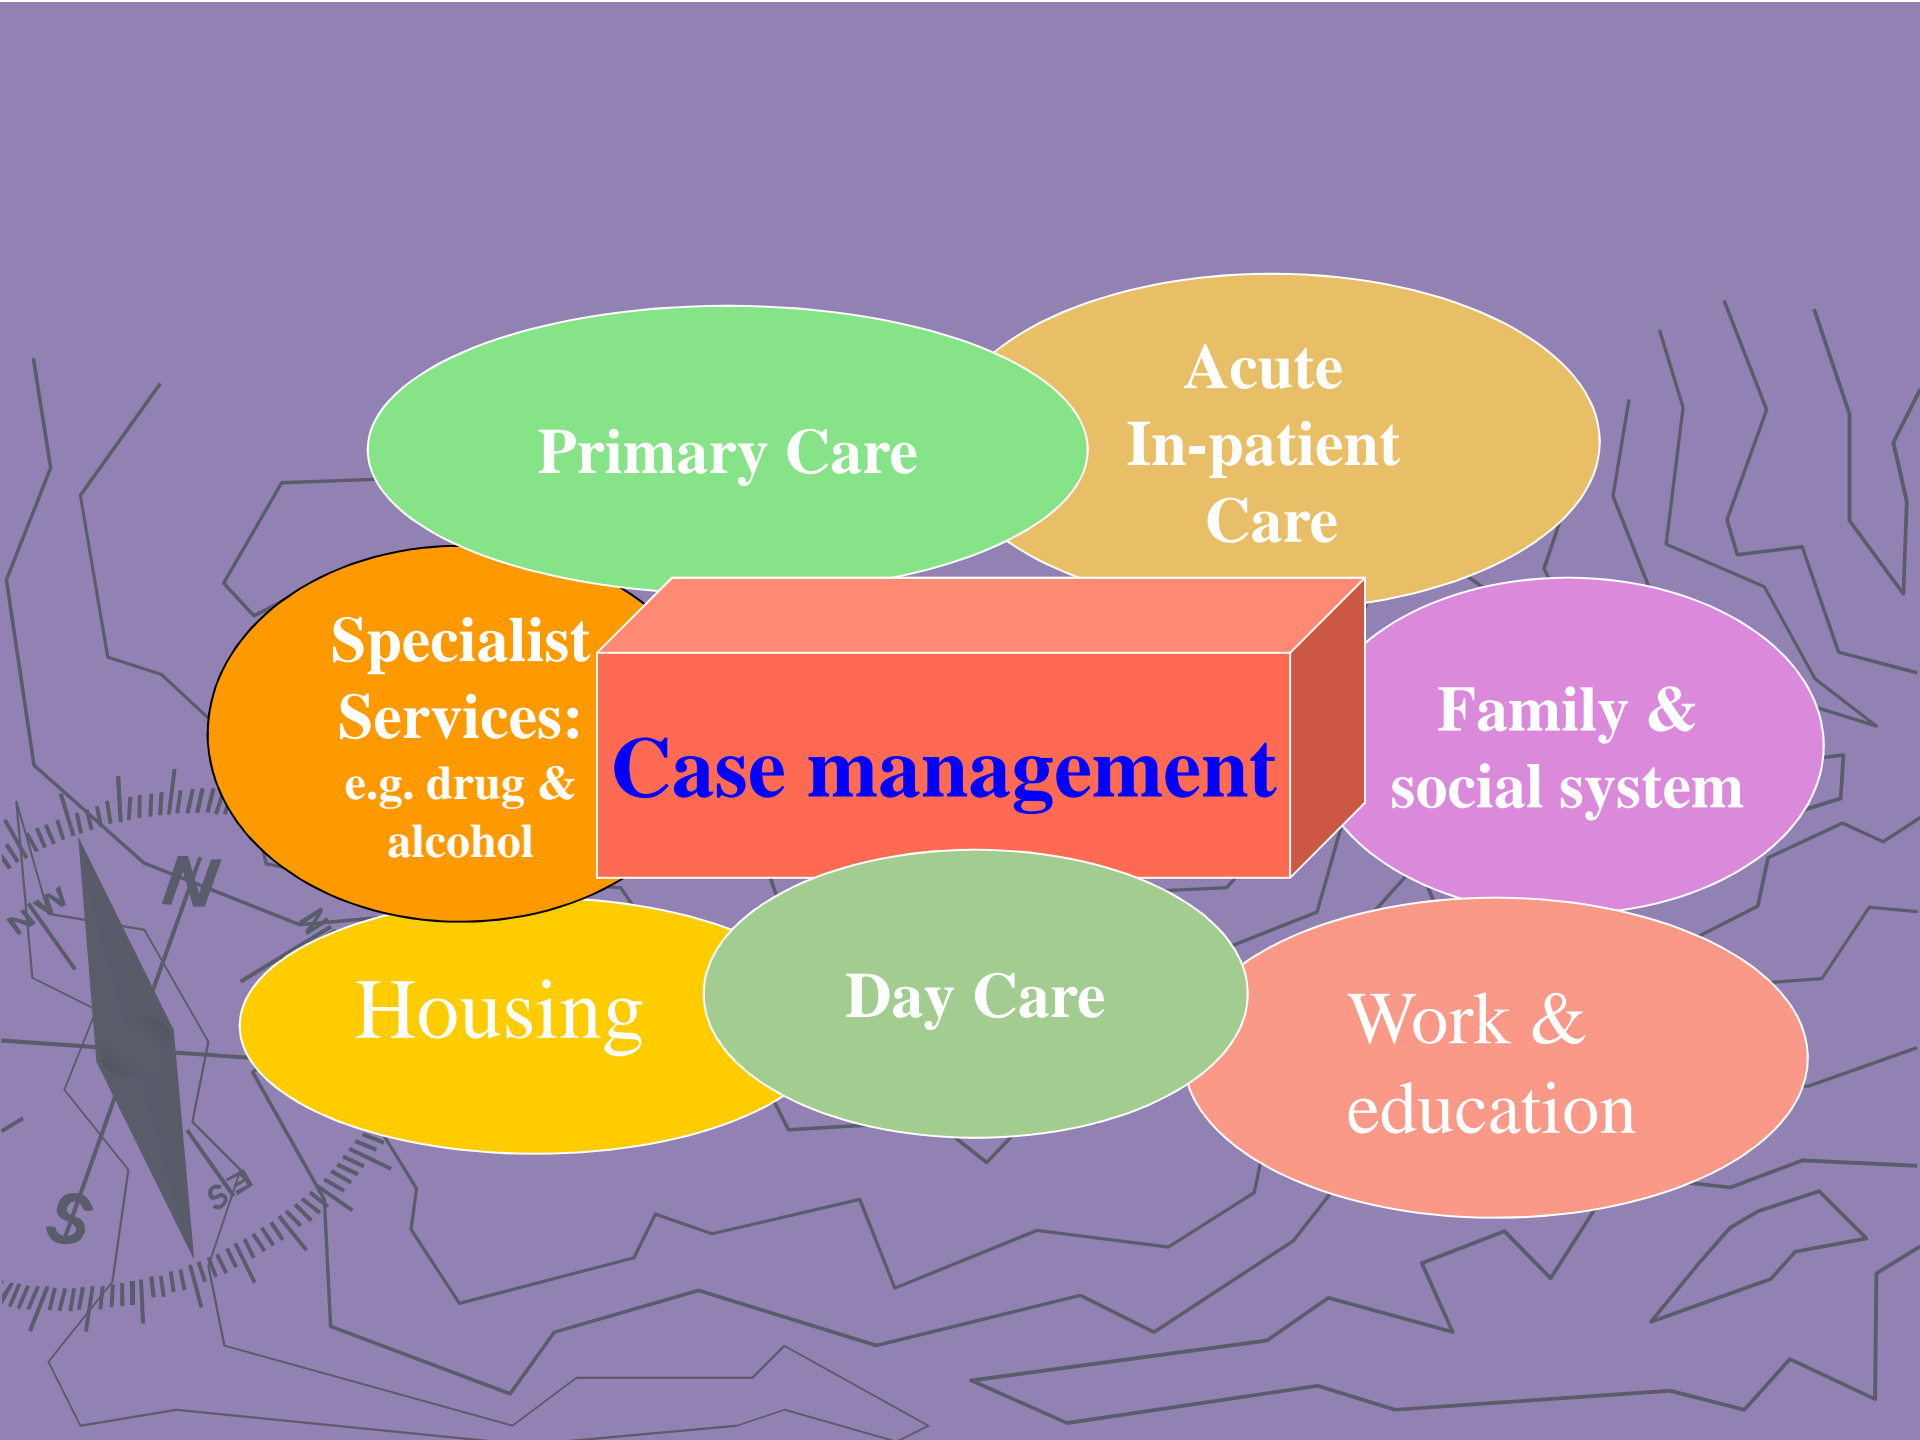 Primary Care
Acute
In-patient
Care
Specialist
Services:
e.g. drug &
alcohol
Case management
Family &
social system
Housing
Day Care
Work &
education
N
S